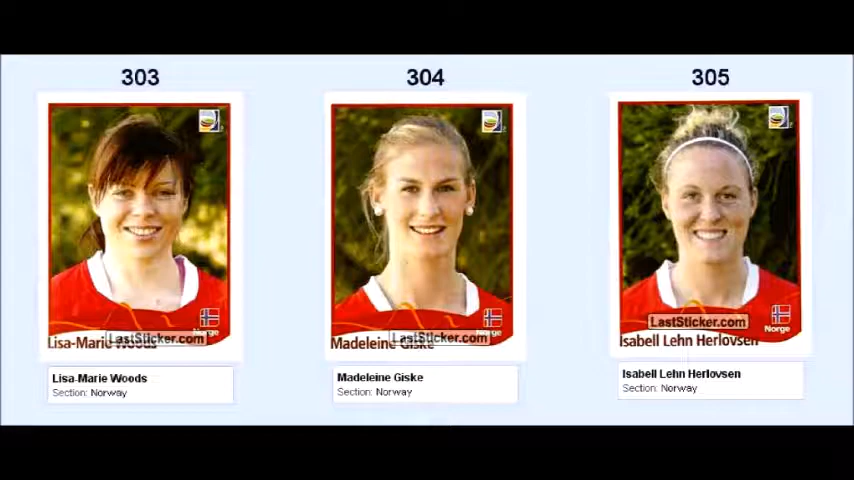 303
304
305
Norge
Norge
Norge
Lisa-Marie Woods
LastSticker.com
Madeleine Giske
LastSticker.com
LastSticker.com
Isabell Lehn Herlovsen
Lisa-Marie Woods
Section: Norway
Madeleine Giske
Section: Norway
Isabell Lehn Herlovsen
Section: Norway